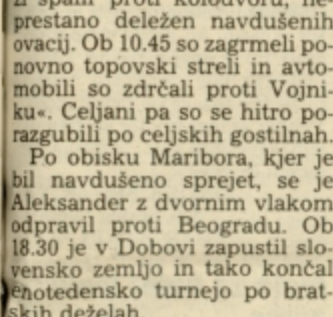 z spalil proti kolodvoru, ne-
prestano deležen navdušenih
ovacij. Ob 10.45 so zagrmeli po-
novno topovski streli in avto-
mobili so zdrčali proti Vojni-
ku«. Celjani pa so se hitro po-
razgubili po celjskih gostilnah.
Po obisku Maribora, kjer je
bil navdušeno sprejet, se je
Aleksander z dvornim vlakom
odpravil proti Beogradu. Ob
18.30 je v Dobovi zapustil slo-
vensko zemljo in tako končal
enotedensko turnejo po brat-
skih deželah.